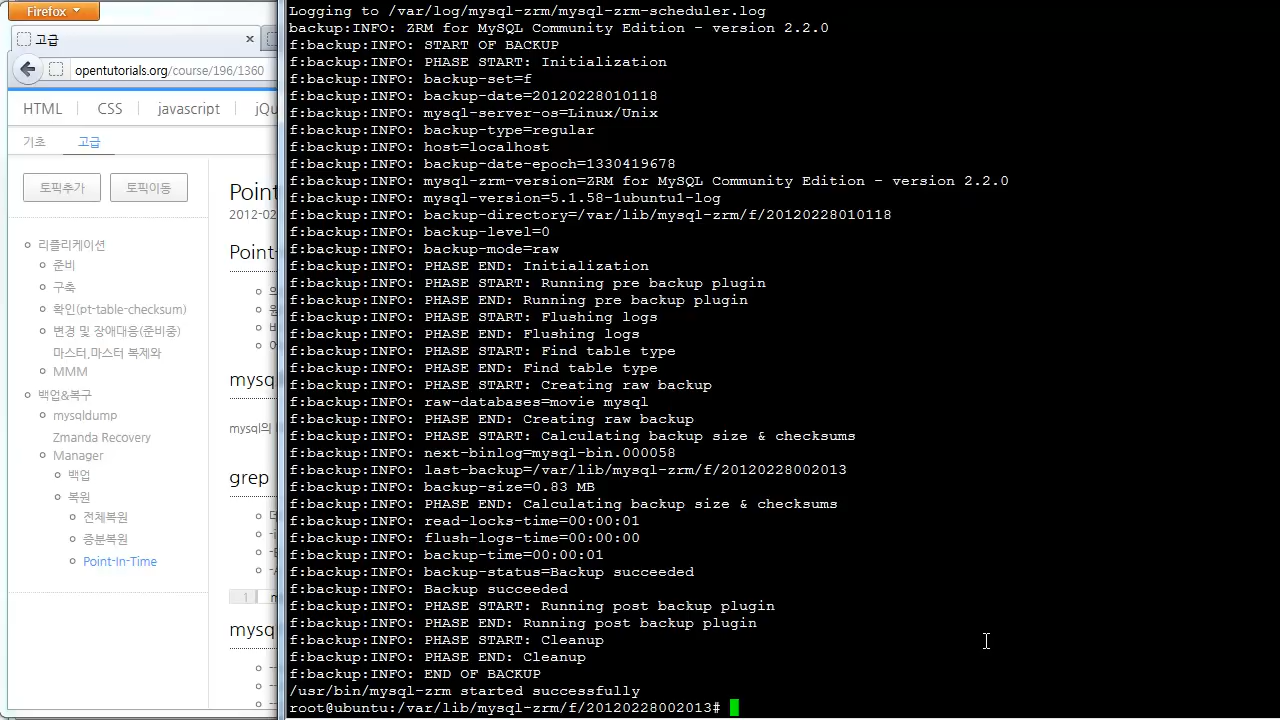 Firefox
고급
opentutorials.org/course/196/1360
HTML
CSS
javascript
jQu
기초
고급
토픽추가
토픽이동
리플리케이션
준비
구축
확인(pt-table-checksum)
변경 및 장애대응(준비중)
마스터,마스터 복제와
MMM
백업&복구
mysqldump
Zmanda Recovery
Manager
백업
복원
전체복원
증분복원
Point-In-Time
Point
2012-02
Point-
mysq
mysql의
grep
1
mysq
Logging to /var/log/mysql-zrm/mysql-zrm-scheduler.log
backup:INFO: ZRM for MySQL Community Edition - version 2.2.0
f:backup:INFO: START OF BACKUP
f:backup:INFO: PHASE START: Initialization
f:backup:INFO: backup-set=f
f:backup:INFO: backup-date=20120228010118
f:backup:INFO: mysql-server-os=Linux/Unix
f:backup:INFO: backup-type=regular
f:backup:INFO: host=localhost
f:backup:INFO: backup-date-epoch=1330419678
f:backup:INFO: mysql-zrm-version=ZRM for MySQL Community Edition - version 2.2.0
f:backup:INFO: mysql-version=5.1.58-1ubuntu1-log
f:backup:INFO: backup-directory=/var/lib/mysql-zrm/f/20120228010118
f:backup:INFO: backup-level=0
f:backup:INFO: backup-mode=raw
f:backup:INFO: PHASE END: Initialization
f:backup:INFO: PHASE START: Running pre backup plugin
f:backup:INFO: PHASE END: Running pre backup plugin
f:backup:INFO: PHASE START: Flushing logs
f:backup:INFO: PHASE END: Flushing logs
f:backup:INFO: PHASE START: Find table type
f:backup:INFO: PHASE END: Find table type
f:backup:INFO: PHASE START: Creating raw backup
f:backup:INFO: raw-databases=movie mysql
f:backup:INFO: PHASE END: Creating raw backup
f:backup:INFO: PHASE START: Calculating backup size & checksums
f:backup:INFO: next-binlog=mysql-bin.000058
f:backup:INFO: last-backup=/var/lib/mysql-zrm/f/20120228002013
f:backup:INFO: backup-size=0.83 MB
f:backup:INFO: PHASE END: Calculating backup size & checksums
f:backup:INFO: read-locks-time=00:00:01
f:backup:INFO: flush-logs-time=00:00:00
f:backup:INFO: backup-time=00:00:01
f:backup:INFO: backup-status=Backup succeeded
f:backup:INFO: Backup succeeded
f:backup:INFO: PHASE START: Running post backup plugin
f:backup:INFO: PHASE END: Running post backup plugin
f:backup:INFO: PHASE START: Cleanup
f:backup:INFO: PHASE END: Cleanup
f:backup:INFO: END OF BACKUP
/usr/bin/mysql-zrm started successfully
root@ubuntu:/var/lib/mysql-zrm/f/20120228002013#